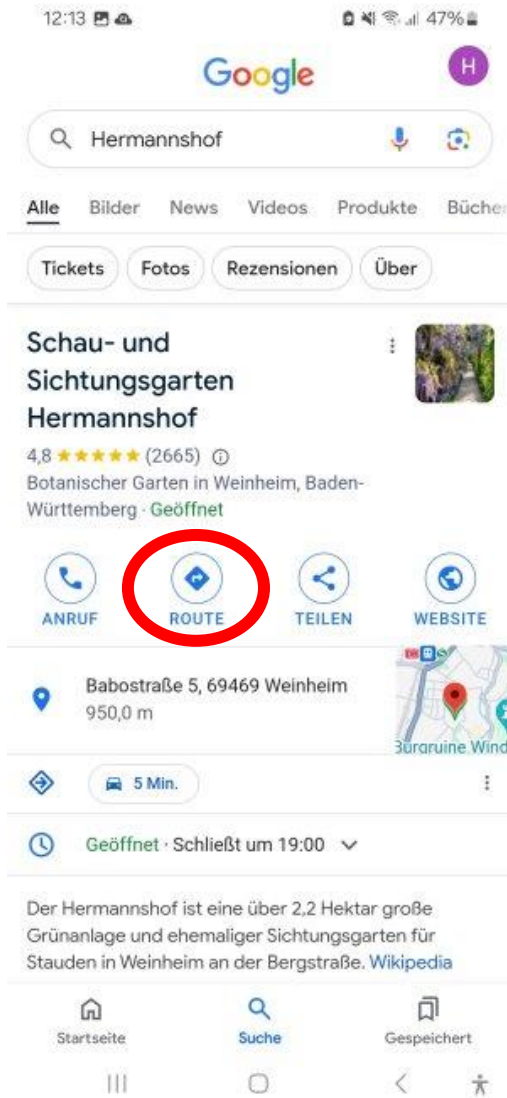 12:13 47%
Google
H
Hermannshof
Alle Bilder News Videos Produkte Bücher
Tickets Fotos Rezensionen Über
Schau- und
Sichtungsgarten
Hermannshof
4,8 (2665)
Botanischer Garten in Weinheim, Baden-
Württemberg · Geöffnet
ANRUF ROUTE TEILEN WEBSITE
Babostraße 5, 69469 Weinheim
950,0 m
Burgruine Wind
5 Min.
Geöffnet · Schließt um 19:00
Der Hermannshof ist eine über 2,2 Hektar große
Grünanlage und ehemaliger Sichtungsgarten für
Stauden in Weinheim an der Bergstraße. Wikipedia
Startseite Suche Gespeichert